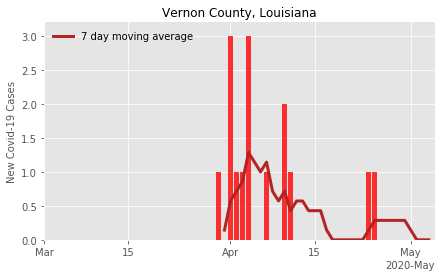 Vernon County, Louisiana
7 day moving average
New Covid-19 Cases
3.0
2.5
2.0
1.5
1.0
0.5
0.0
Mar 15 Apr 15 May
2020-May